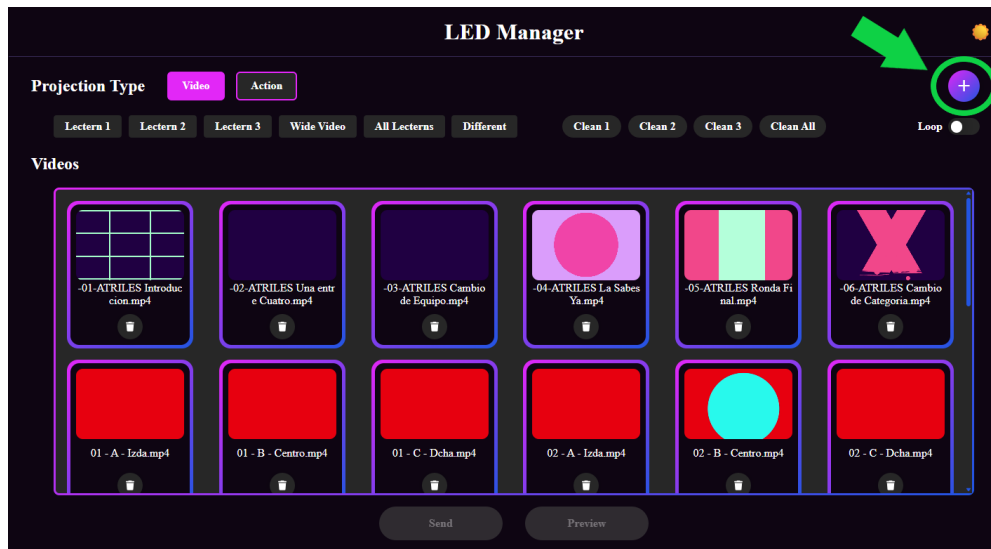 LED Manager
Projection Type Video Action +
Lectern 1 Lectern 2 Lectern 3 Wide Video All Lecterns Different Clean 1 Clean 2 Clean 3 Clean All Loop
Videos
-01-ATRILES Introduc
cion.mp4
-02-ATRILES Una entr
e Cuatro.mp4
-03-ATRILES Cambio
de Equipo.mp4
-04-ATRILES La Sabes
Ya.mp4
-05-ATRILES Ronda Fi
nal.mp4
-06-ATRILES Cambio
de Categoria.mp4
01 - A - Izda.mp4
01 - B - Centro.mp4
01 - C - Dcha.mp4
02 - A - Izda.mp4
02 - B - Centro.mp4
02 - C - Dcha.mp4
Send Preview